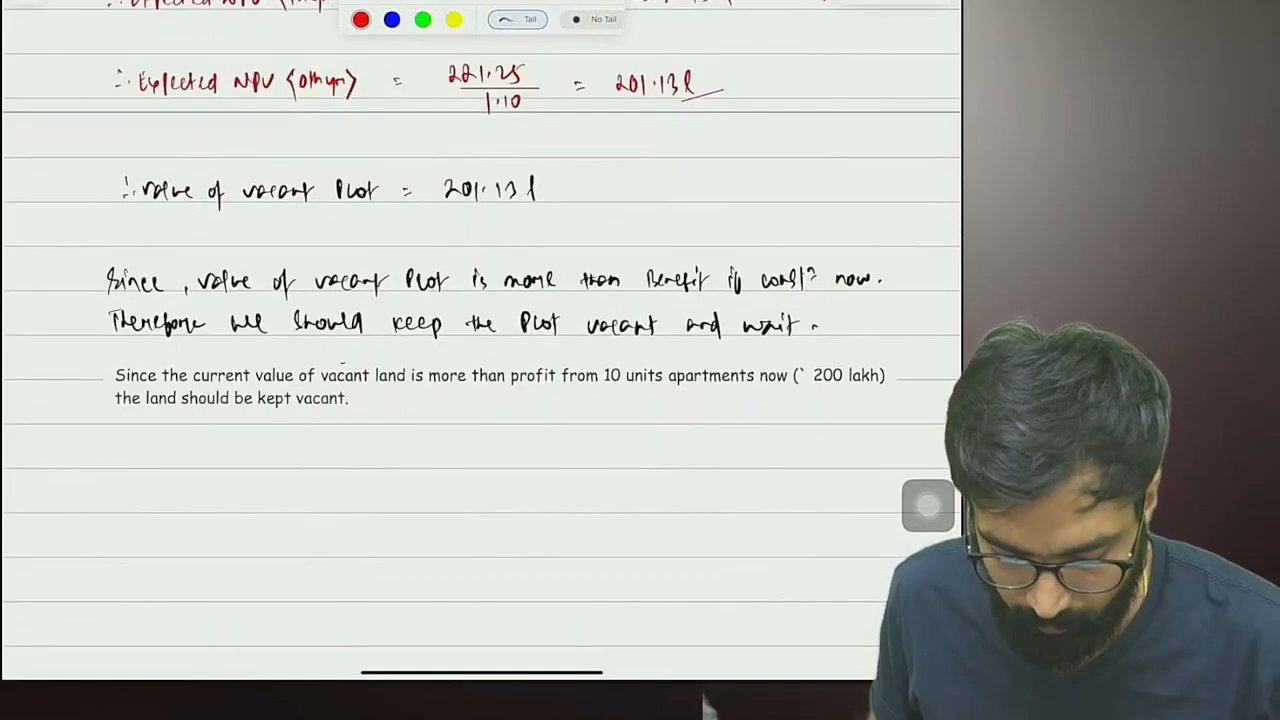 Tail No Tail
∴ Expected NPV (0th yr) = 221.25 / 1.10 = 201.13 l
∴ Value of vacant Plot = 201.13 l
Since, value of vacant Plot is more than Benefit if const? now.
Therefore we should keep the Plot vacant and wait.
Since the current value of vacant land is more than profit from 10 units apartments now (` 200 lakh)
the land should be kept vacant.